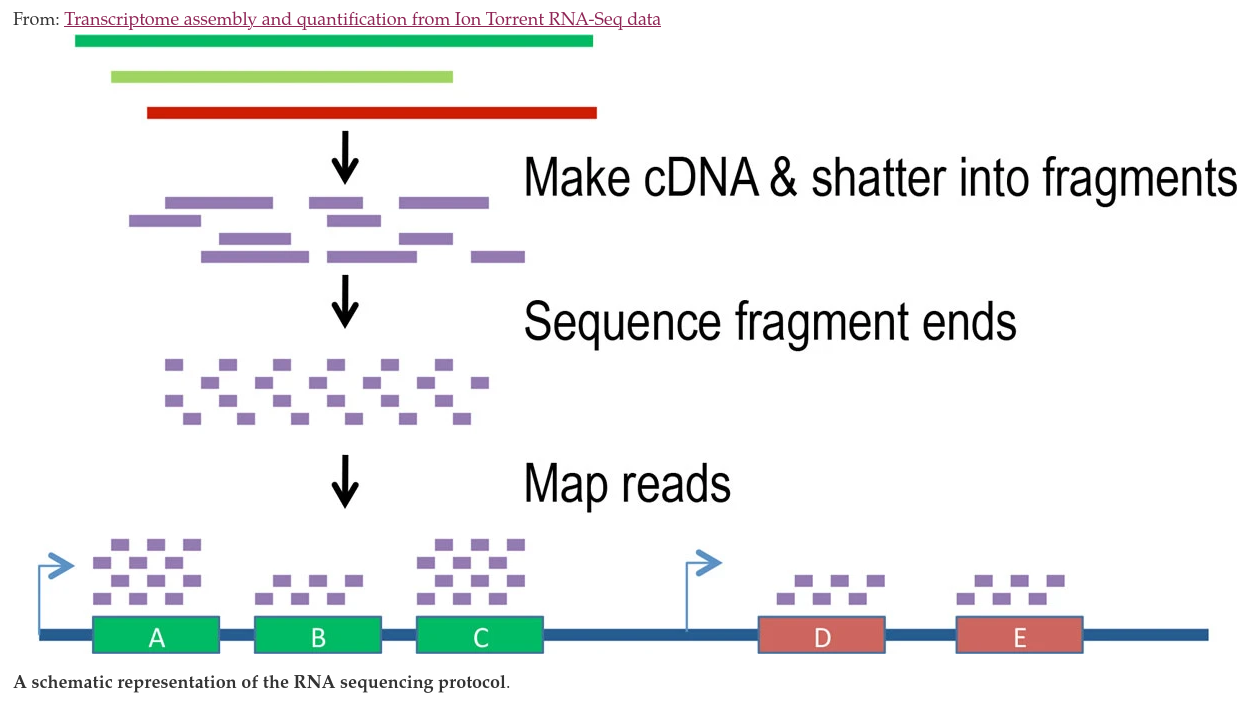 From: Transcriptome assembly and quantification from Ion Torrent RNA-Seq data
Make cDNA & shatter into fragments
Sequence fragment ends
Map reads
A B C D E
A schematic representation of the RNA sequencing protocol.